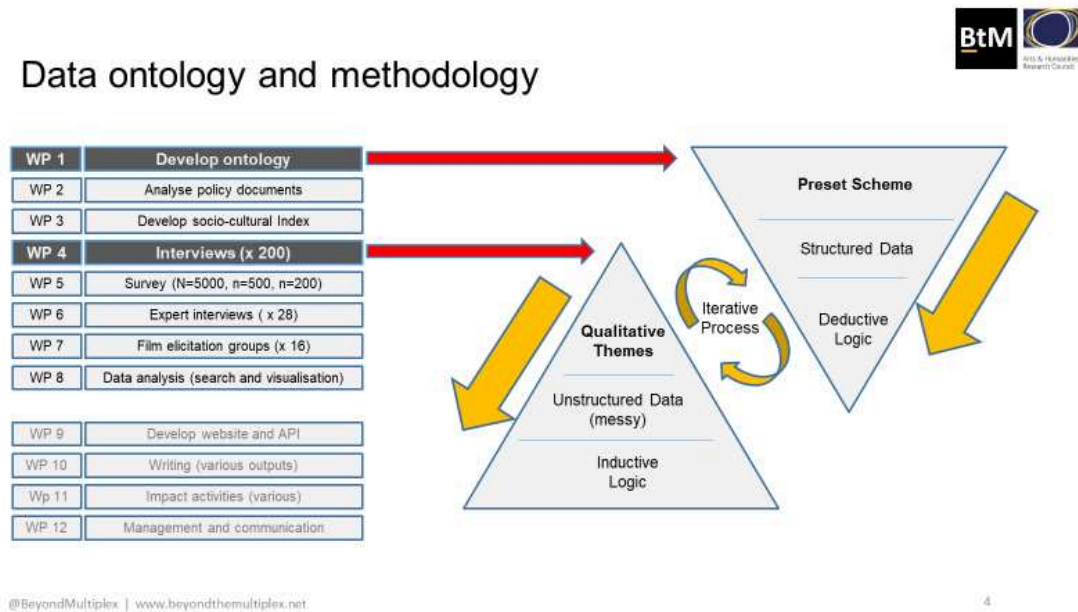 BtM
Arts & Humanities
Research Council
Data ontology and methodology
WP 1 Develop ontology
WP 2 Analyse policy documents
WP 3 Develop socio-cultural Index
WP 4 Interviews (x 200)
WP 5 Survey (N=5000, n=500, n=200)
WP 6 Expert interviews ( x 28)
WP 7 Film elicitation groups (x 16)
WP 8 Data analysis (search and visualisation)
WP 9 Develop website and API
WP 10 Writing (various outputs)
Wp 11 Impact activities (various)
WP 12 Management and communication
Qualitative
Themes
Unstructured Data
(messy)
Inductive
Logic
Iterative
Process
Preset Scheme
Structured Data
Deductive
Logic
@BeyondMultiplex | www.beyondthemultiplex.net
4